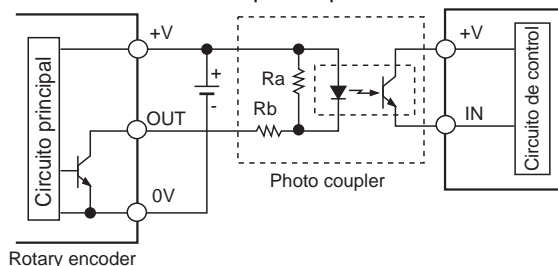 +V
+
-
Ra
Rb
OUT
0V
Circuito principal
Rotary encoder
Photo coupler
+V
IN
Circuito de control